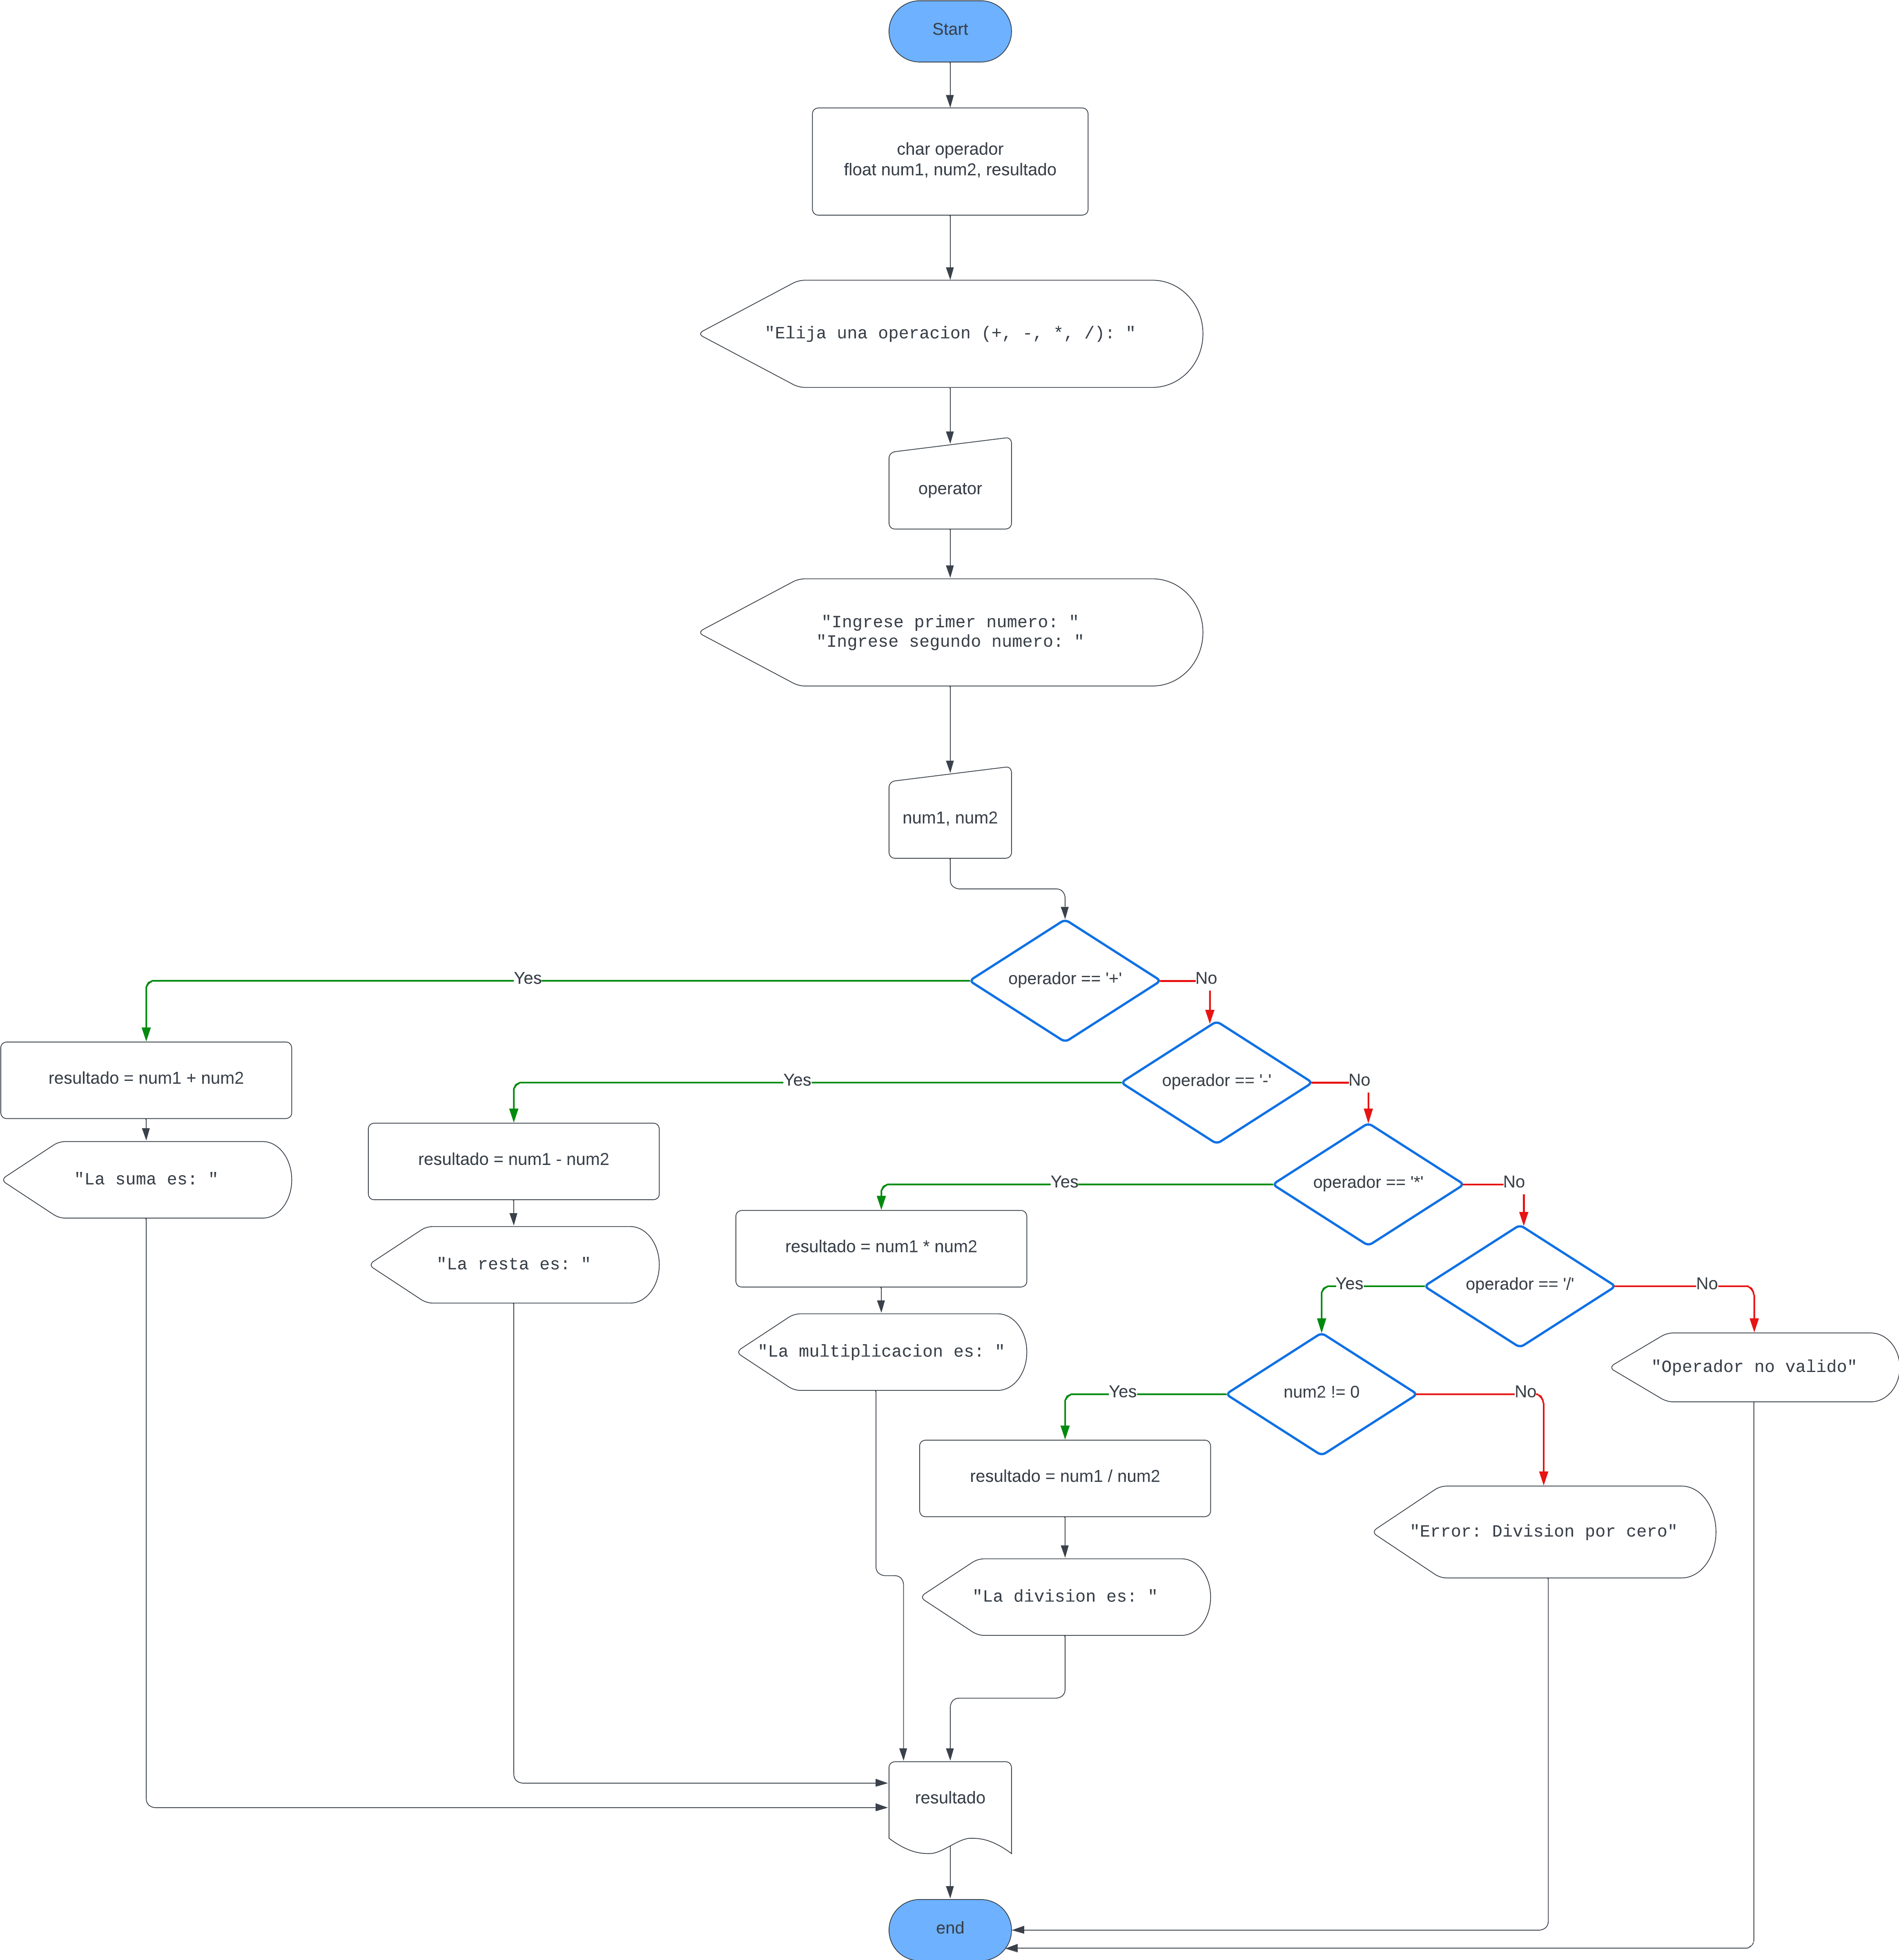 Start
char operador
float num1, num2, resultado
"Elija una operacion (+, -, *, /): "
operator
"Ingrese primer numero: "
"Ingrese segundo numero: "
num1, num2
operador == '+'
Yes
No
resultado = num1 + num2
"La suma es: "
operador == '-'
Yes
No
resultado = num1 - num2
"La resta es: "
operador == '*'
Yes
No
resultado = num1 * num2
"La multiplicacion es: "
operador == '/'
Yes
No
"Operador no valido"
num2 != 0
Yes
No
resultado = num1 / num2
"La division es: "
"Error: Division por cero"
resultado
end